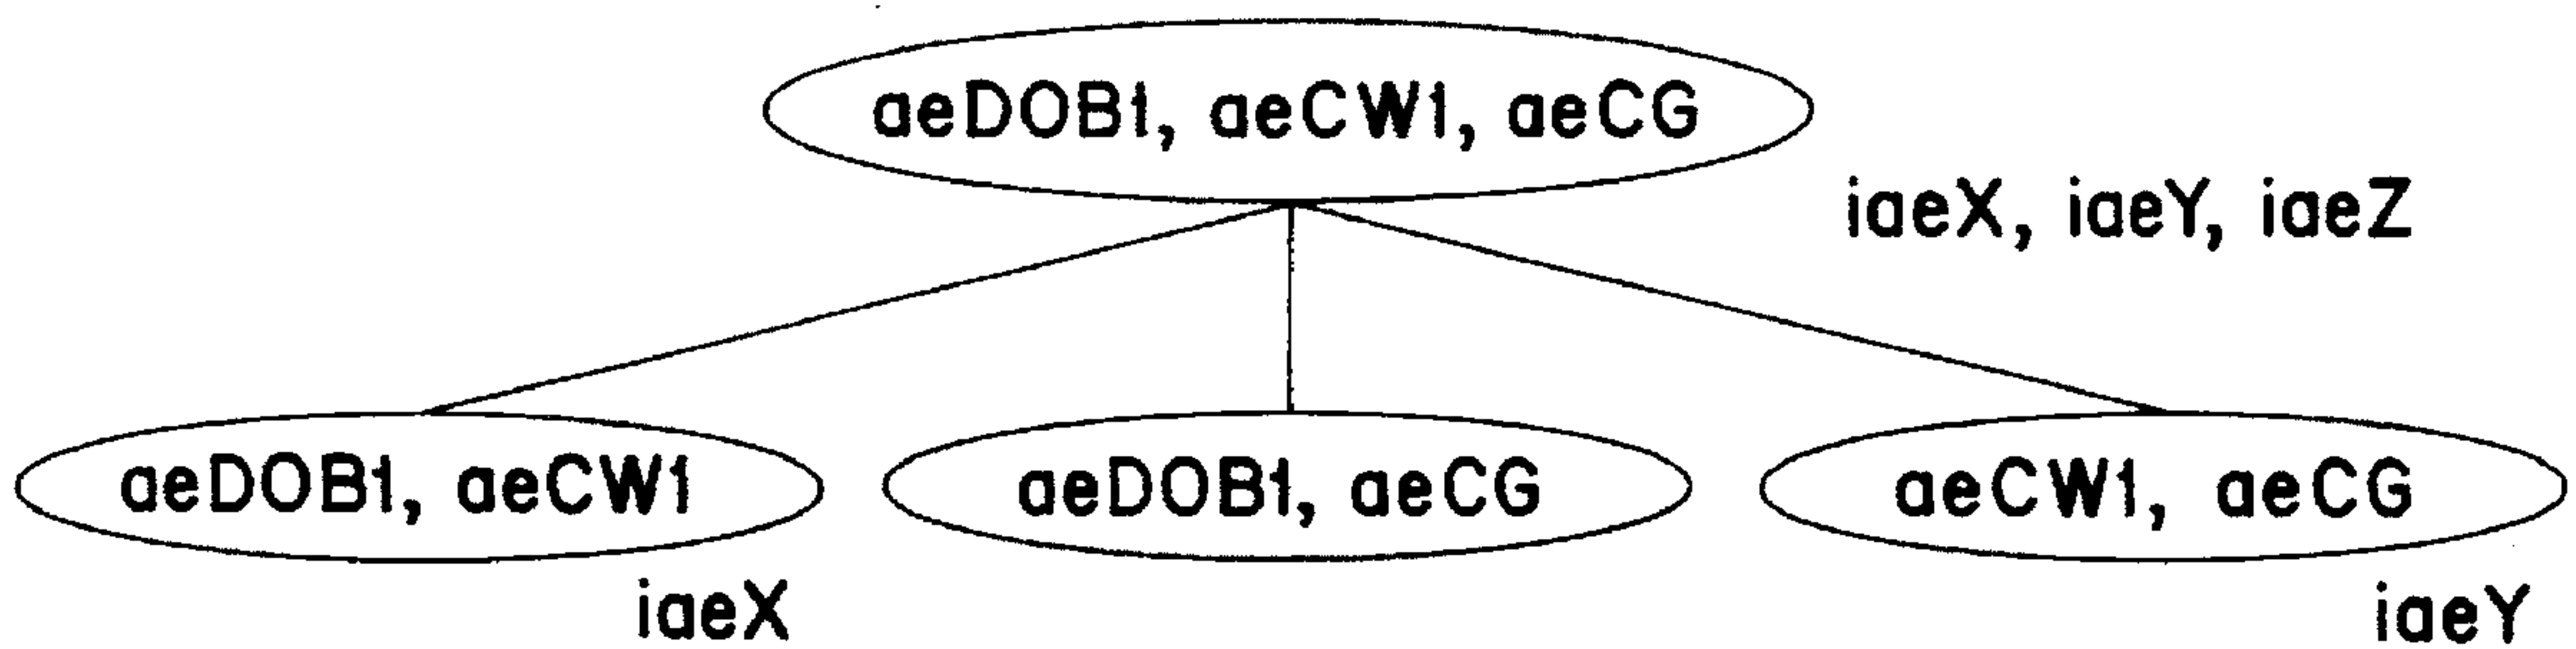 aeDOB1, aeCW1, aeCG
iaeX, iaeY, iaeZ
aeDOB1, aeCW1
aeDOB1, aeCG
aeCW1, aeCG
iaeX
iaeY